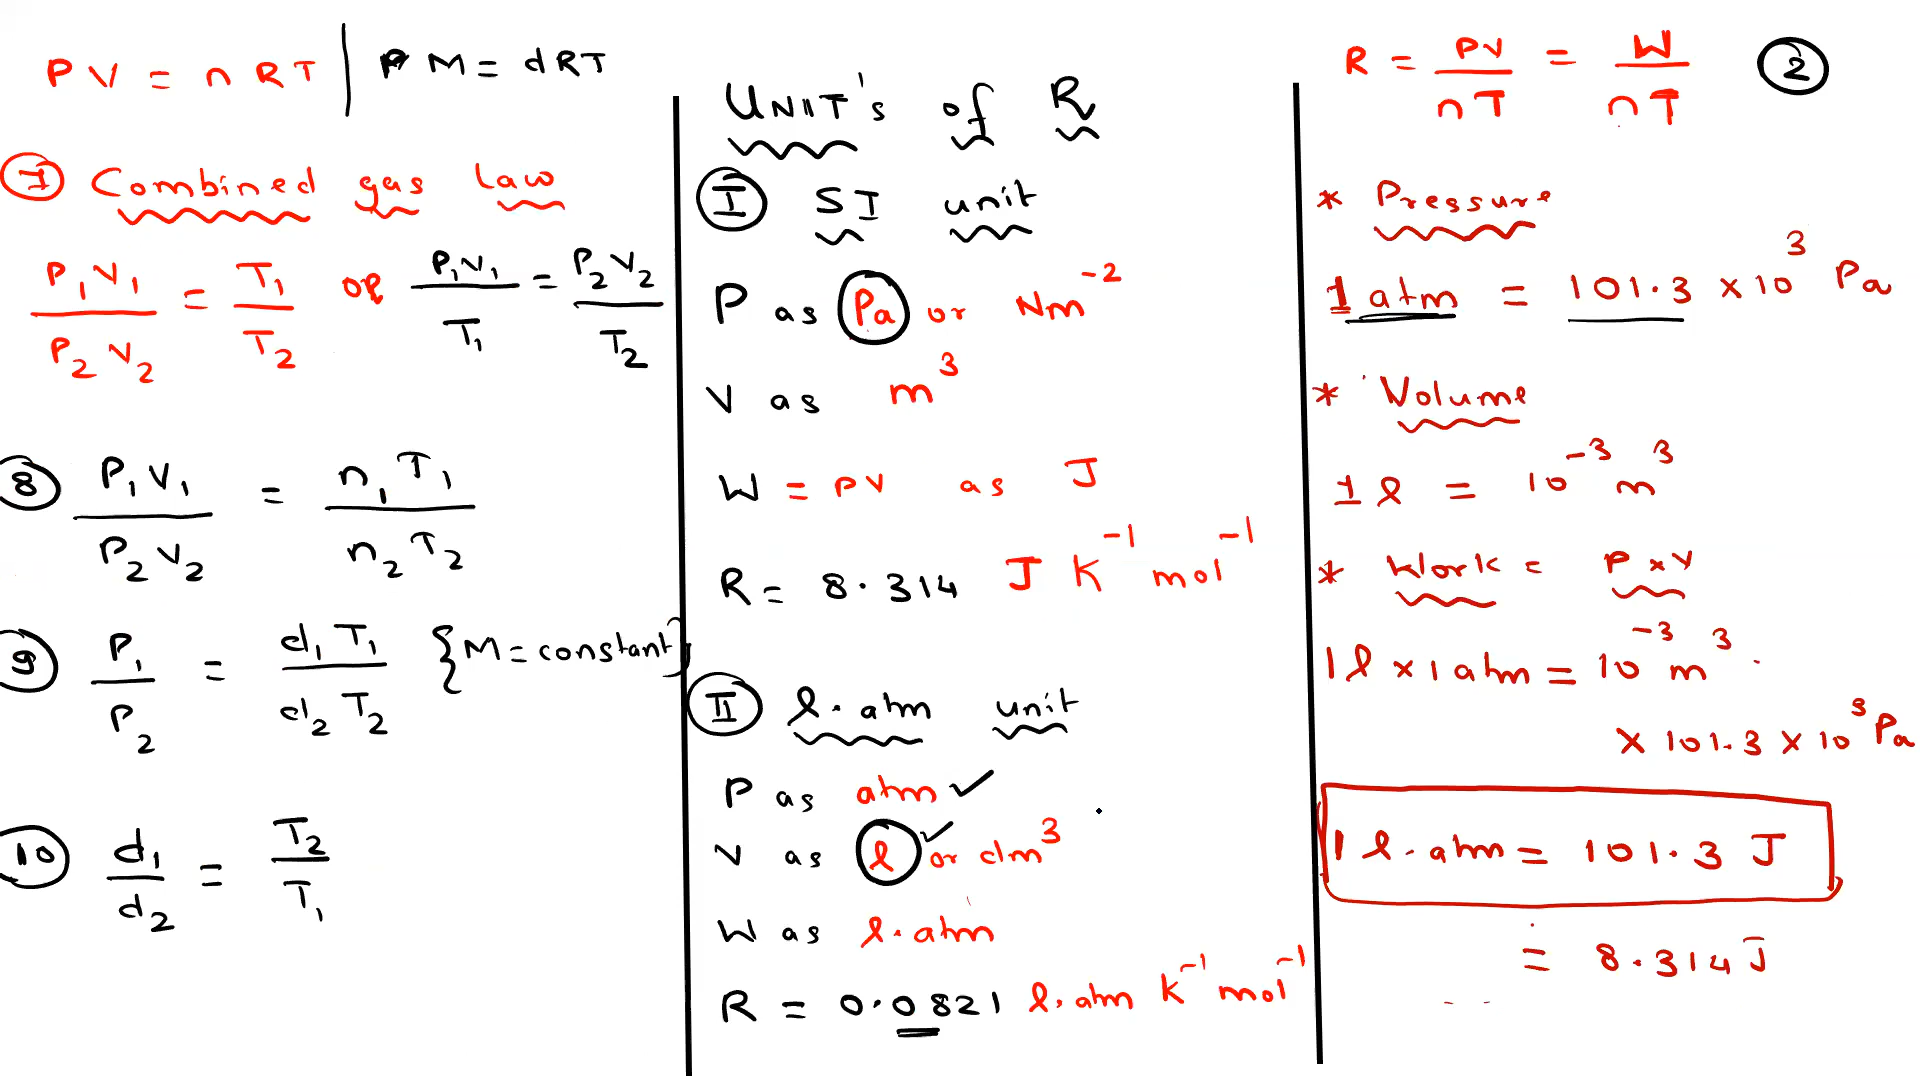 PV = nRT | PM = dRT
⑦ Combined gas law
P₁V₁/P₂V₂ = T₁/T₂ or P₁V₁/T₁ = P₂V₂/T₂
⑧ P₁V₁/P₂V₂ = n₁T₁/n₂T₂
⑨ P₁/P₂ = d₁T₁/d₂T₂ {M = constant}
⑩ d₁/d₂ = T₂/T₁
UNIT's of R
Ⓘ SI unit
P as Pa or Nm⁻²
V as m³
W = PV as J
R = 8.314 J K⁻¹ mol⁻¹
Ⅱ l.atm unit
P as atm ✓
V as l ✓ or dm³
W as l.atm
R = 0.0821 l.atm K⁻¹ mol⁻¹
R = PV/nT = W/nT ②
* Pressure
1 atm = 101.3 × 10³ Pa
* Volume
1 l = 10⁻³ m³
* Work = P × V
1 l × 1 atm = 10⁻³ m³.
× 101.3 × 10³ Pa
1 l.atm = 101.3 J
= 8.314 J